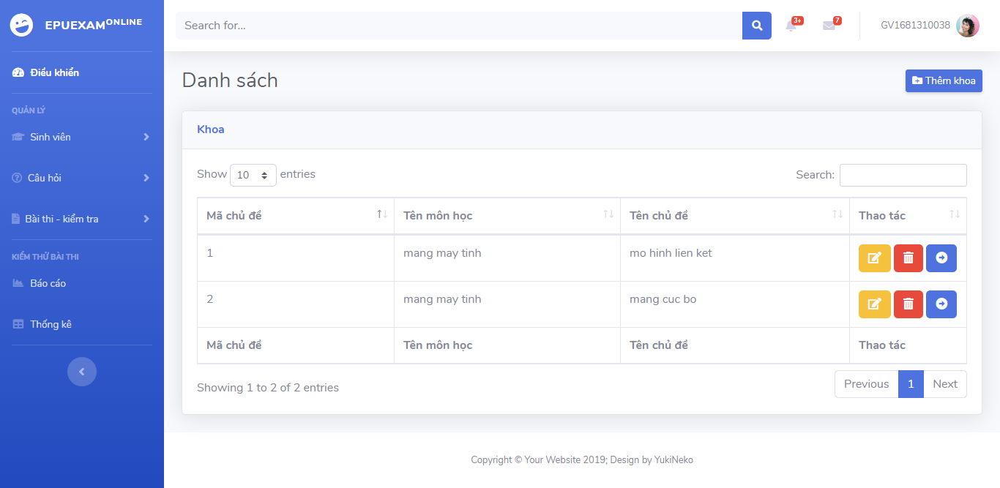 EPUEXAMONLINE
Search for...
3+
7
GV1681310038
Điều khiển
QUẢN LÝ
Sinh viên
Câu hỏi
Bài thi - kiểm tra
KIỂM THỬ BÀI THI
Báo cáo
Thống kê
Danh sách
Thêm khoa
Khoa
Show 10 entries
Search:
Mã chủ đề Tên môn học Tên chủ đề Thao tác
1 mang may tinh mo hinh lien ket
2 mang may tinh mang cuc bo
Mã chủ đề Tên môn học Tên chủ đề Thao tác
Showing 1 to 2 of 2 entries
Previous 1 Next
Copyright © Your Website 2019; Design by YukiNeko